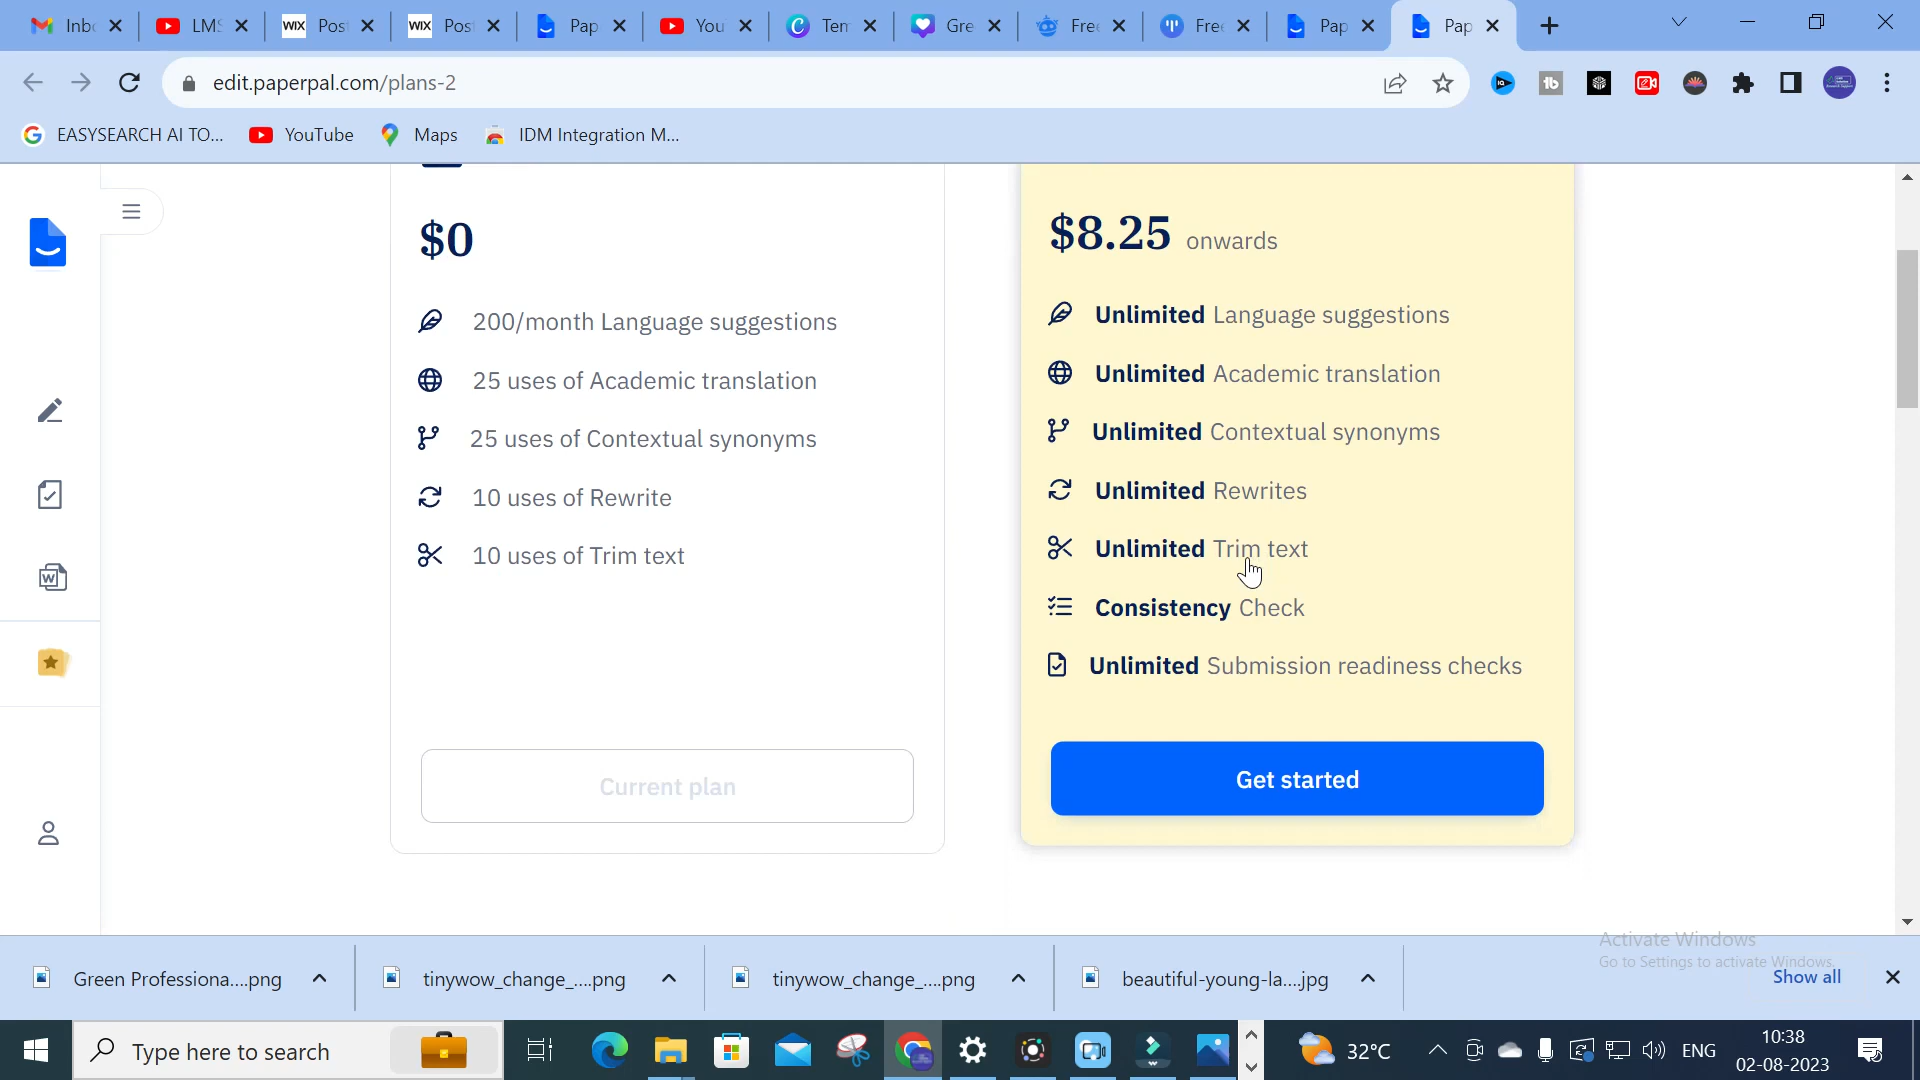 Inbo
LMS
WIX
Post
WIX
Post
Pap
You
Tem
Gre
Free
Free
Pap
Pap
edit.paperpal.com/plans-2
EASYSEARCH AI TO...
YouTube
Maps
IDM Integration M...
$0
200/month Language suggestions
25 uses of Academic translation
25 uses of Contextual synonyms
10 uses of Rewrite
10 uses of Trim text
Current plan
$8.25 onwards
Unlimited Language suggestions
Unlimited Academic translation
Unlimited Contextual synonyms
Unlimited Rewrites
Unlimited Trim text
Consistency Check
Unlimited Submission readiness checks
Get started
Activate Windows
Go to Settings to activate Windows.
Green Professiona....png
tinywow_change_....png
tinywow_change_....png
beautiful-young-la....jpg
Show all
Type here to search
32°C
ENG
10:38
02-08-2023